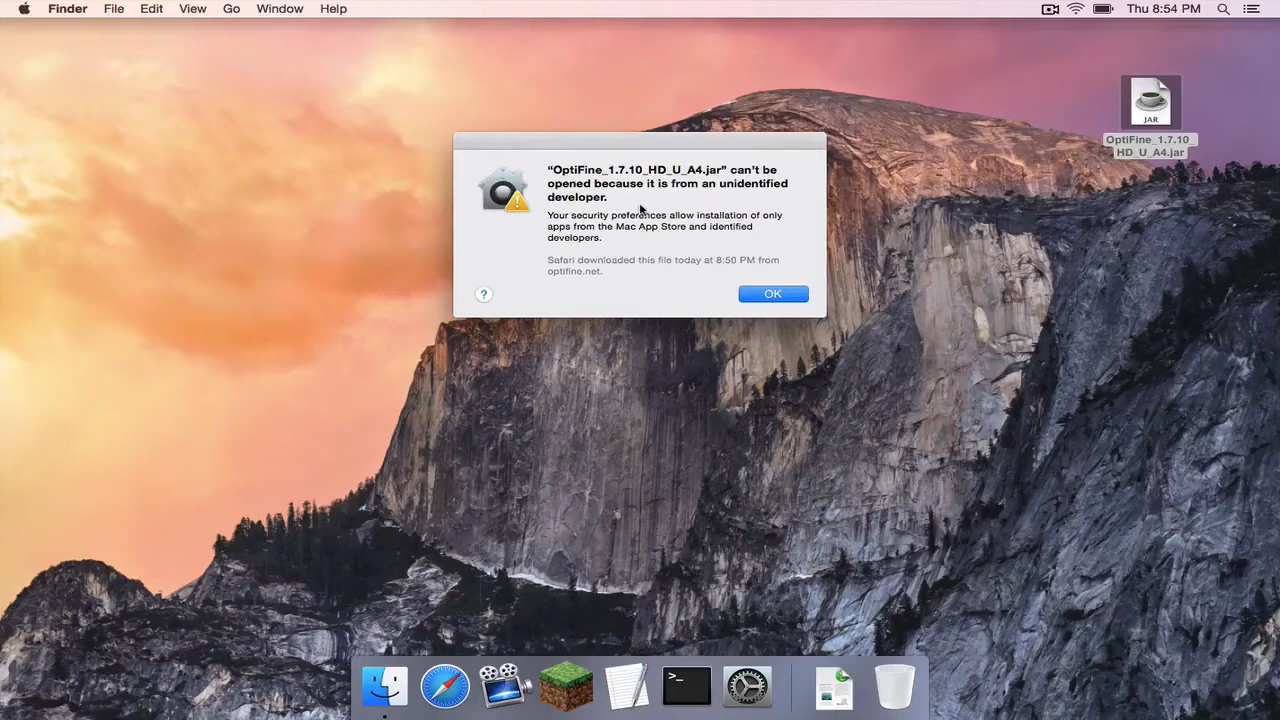 Finder File Edit View Go Window Help
Thu 8:54 PM
JAR
OptiFine_1.7.10_
HD_U_A4.jar
“OptiFine_1.7.10_HD_U_A4.jar” can’t be
opened because it is from an unidentified
developer.
Your security preferences allow installation of only
apps from the Mac App Store and identified
developers.
Safari downloaded this file today at 8:50 PM from
optifine.net.
?
OK
>_